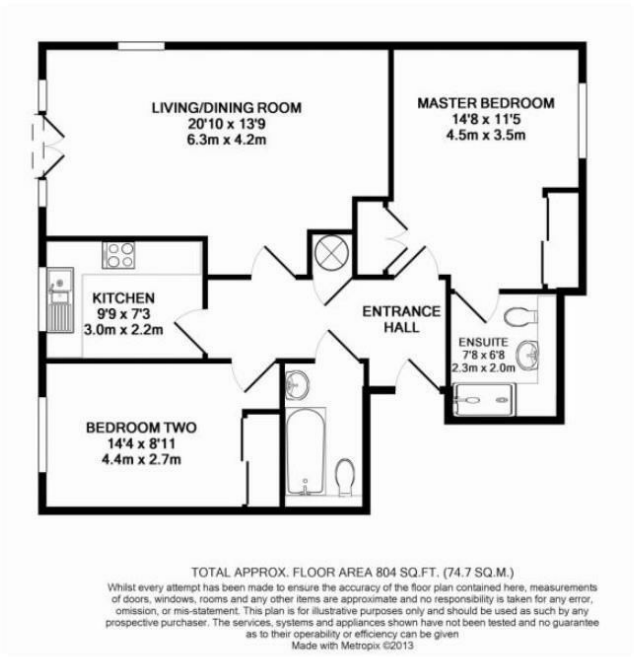 LIVING/DINING ROOM
20'10 x 13'9
6.3m x 4.2m
MASTER BEDROOM
14'8 x 11'5
4.5m x 3.5m
KITCHEN
9'9 x 7'3
3.0m x 2.2m
ENTRANCE
HALL
ENSUITE
7'8 x 6'8
2.3m x 2.0m
BEDROOM TWO
14'4 x 8'11
4.4m x 2.7m
TOTAL APPROX. FLOOR AREA 804 SQ.FT. (74.7 SQ.M.)
Whilst every attempt has been made to ensure the accuracy of the floor plan contained here, measurements
of doors, windows, rooms and any other items are approximate and no responsibility is taken for any error,
omission, or mis-statement. This plan is for illustrative purposes only and should be used as such by any
prospective purchaser. The services, systems and appliances shown have not been tested and no guarantee
as to their operability or efficiency can be given
Made with Metropix ©2013